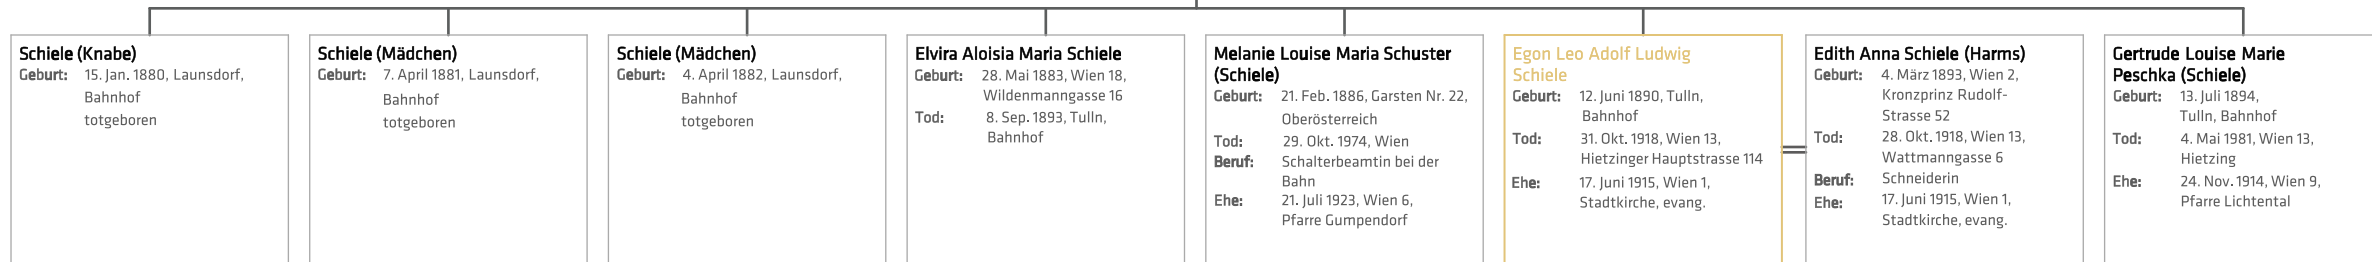 Schiele (Knabe)
Geburt: 15. Jan. 1880, Launsdorf,
Bahnhof
totgeboren
Schiele (Mädchen)
Geburt: 7. April 1881, Launsdorf,
Bahnhof
totgeboren
Schiele (Mädchen)
Geburt: 4. April 1882, Launsdorf,
Bahnhof
totgeboren
Elvira Aloisia Maria Schiele
Geburt: 28. Mai 1883, Wien 18,
Wildenmanngasse 16
Tod: 8. Sep. 1893, Tulln,
Bahnhof
Melanie Louise Maria Schuster
(Schiele)
Geburt: 21. Feb. 1886, Garsten Nr. 22,
Oberösterreich
Tod: 29. Okt. 1974, Wien
Beruf: Schalterbeamtin bei der
Bahn
Ehe: 21. Juli 1923, Wien 6,
Pfarre Gumpendorf
Egon Leo Adolf Ludwig
Schiele
Geburt: 12. Juni 1890, Tulln,
Bahnhof
Tod: 31. Okt. 1918, Wien 13,
Hietzinger Hauptstrasse 114
Ehe: 17. Juni 1915, Wien 1,
Stadtkirche, evang.
Edith Anna Schiele (Harms)
Geburt: 4. März 1893, Wien 2,
Kronzprinz Rudolf-
Strasse 52
Tod: 28. Okt. 1918, Wien 13,
Wattmanngasse 6
Beruf: Schneiderin
Ehe: 17. Juni 1915, Wien 1,
Stadtkirche, evang.
Gertrude Louise Marie
Peschka (Schiele)
Geburt: 13. Juli 1894,
Tulln, Bahnhof
Tod: 4. Mai 1981, Wien 13,
Hietzing
Ehe: 24. Nov. 1914, Wien 9,
Pfarre Lichtental